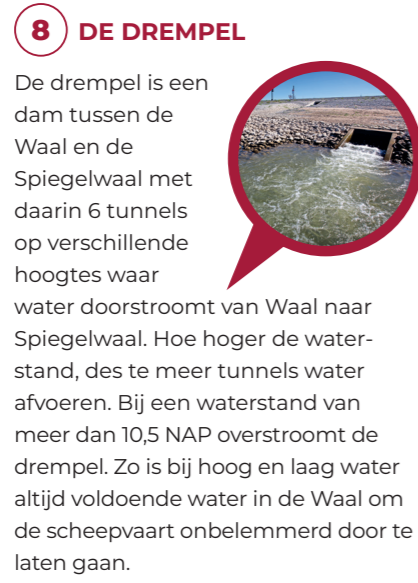 8 DE DREMPEL
De drempel is een
dam tussen de
Waal en de
Spiegelwaal met
daarin 6 tunnels
op verschillende
hoogtes waar
water doorstroomt van Waal naar
Spiegelwaal. Hoe hoger de water-
stand, des te meer tunnels water
afvoeren. Bij een waterstand van
meer dan 10,5 NAP overstroomt de
drempel. Zo is bij hoog en laag water
altijd voldoende water in de Waal om
de scheepvaart onbelemmerd door te
laten gaan.